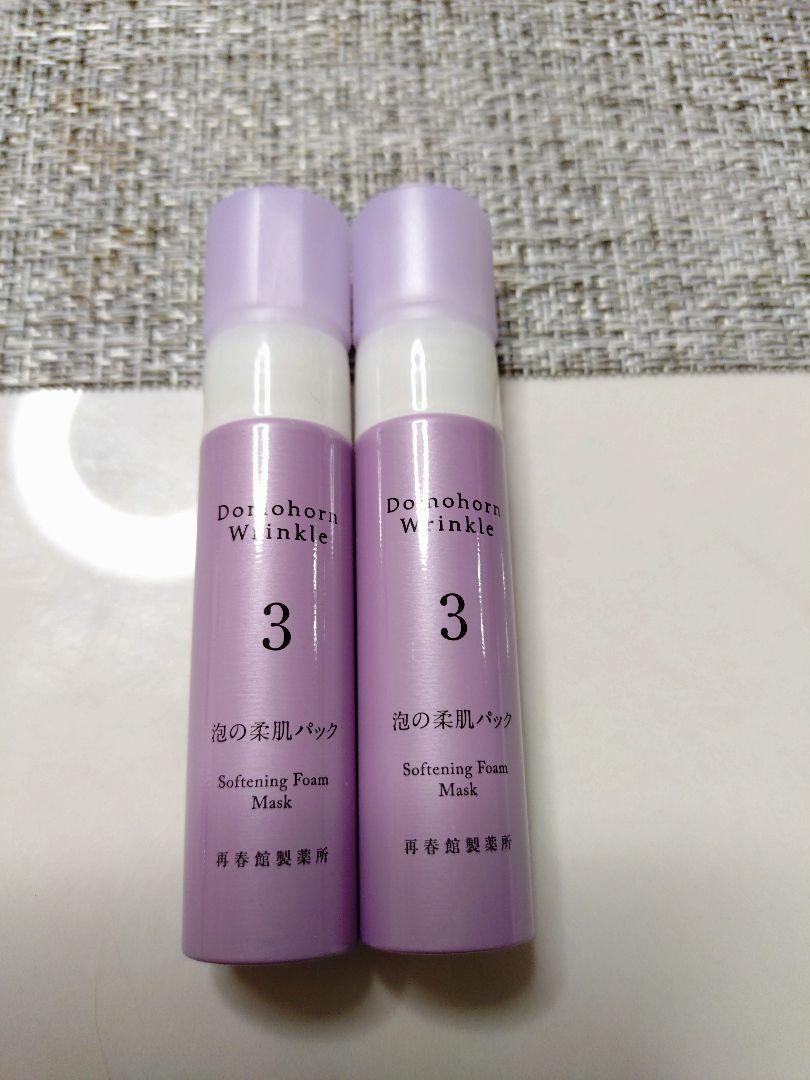 Domohorn
Wrinkle
3
泡の柔肌パック
Softening Foam
Mask
再春館製薬所
Domohorn
Wrinkle
3
泡の柔肌パック
Softening Foam
Mask
再春館製薬所